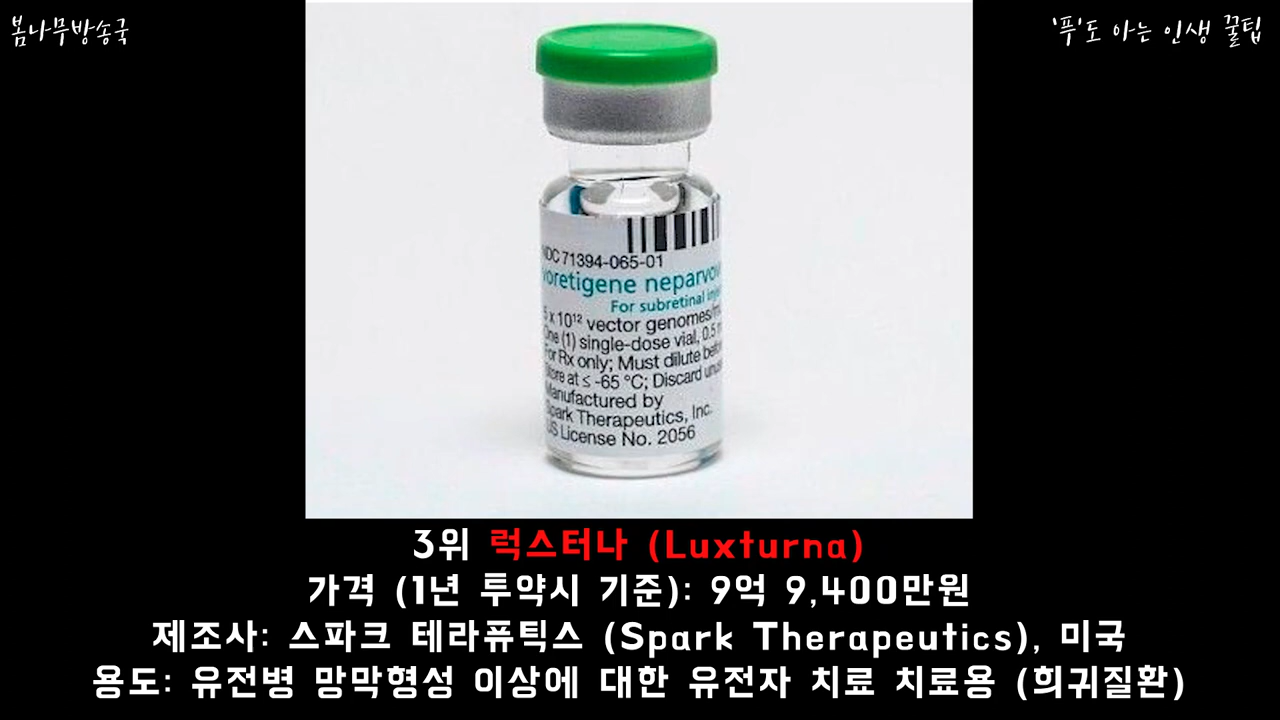 봄나무방송국
'푸'도 아는 인생 꿀팁
NDC 71394-065-01
voretigene neparvov
For subretinal inje
5 x 10¹² vector genomes/m
One (1) single-dose vial, 0.5 m
For Rx only; Must dilute befo
Store at ≤ -65 °C; Discard unus
Manufactured by
Spark Therapeutics, Inc.
US License No. 2056
3위 럭스터나 (Luxturna)
가격 (1년 투약시 기준): 9억 9,400만원
제조사: 스파크 테라퓨틱스 (Spark Therapeutics), 미국
용도: 유전병 망막형성 이상에 대한 유전자 치료 치료용 (희귀질환)